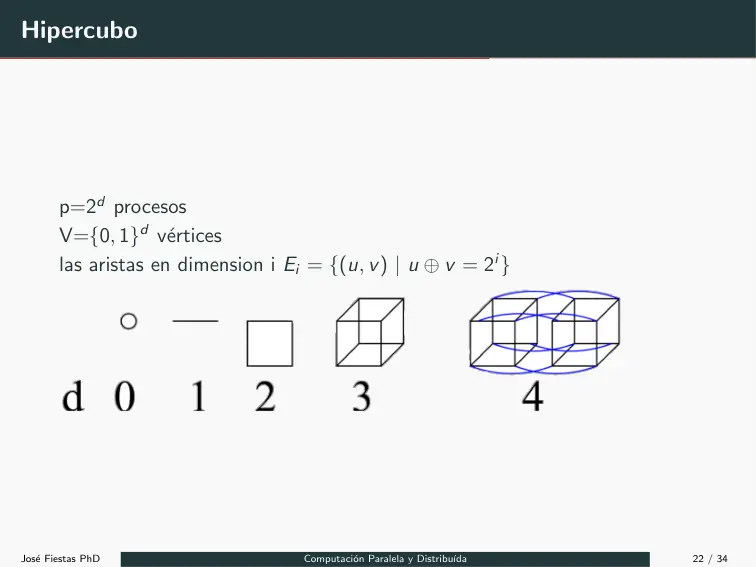 Hipercubo
p=2^d procesos
V={0, 1}^d vértices
las aristas en dimension i E_i = {(u, v) | u ⊕ v = 2^i}
d 0 1 2 3 4
José Fiestas PhD Computación Paralela y Distribuída 22 / 34